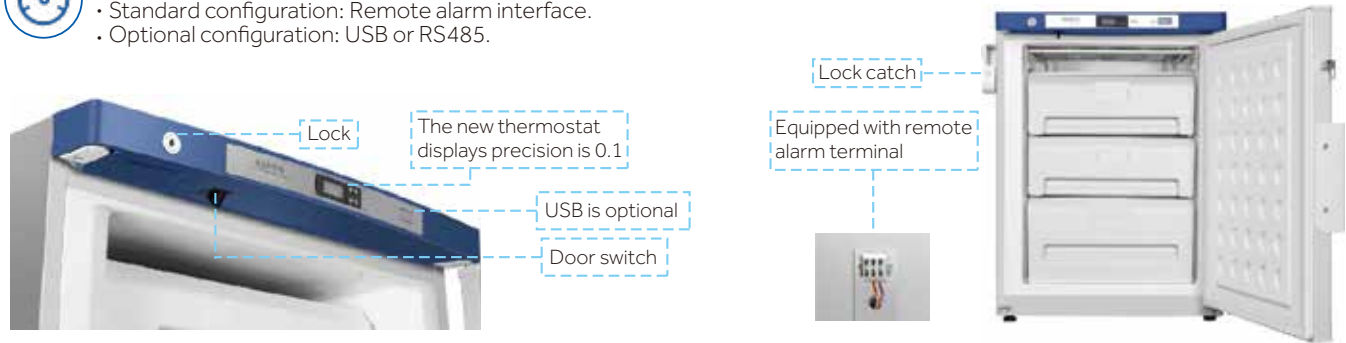 • Standard configuration: Remote alarm interface.
• Optional configuration: USB or RS485.
Lock
The new thermostat
displays precision is 0.1
USB is optional
Door switch
Lock catch
Equipped with remote
alarm terminal